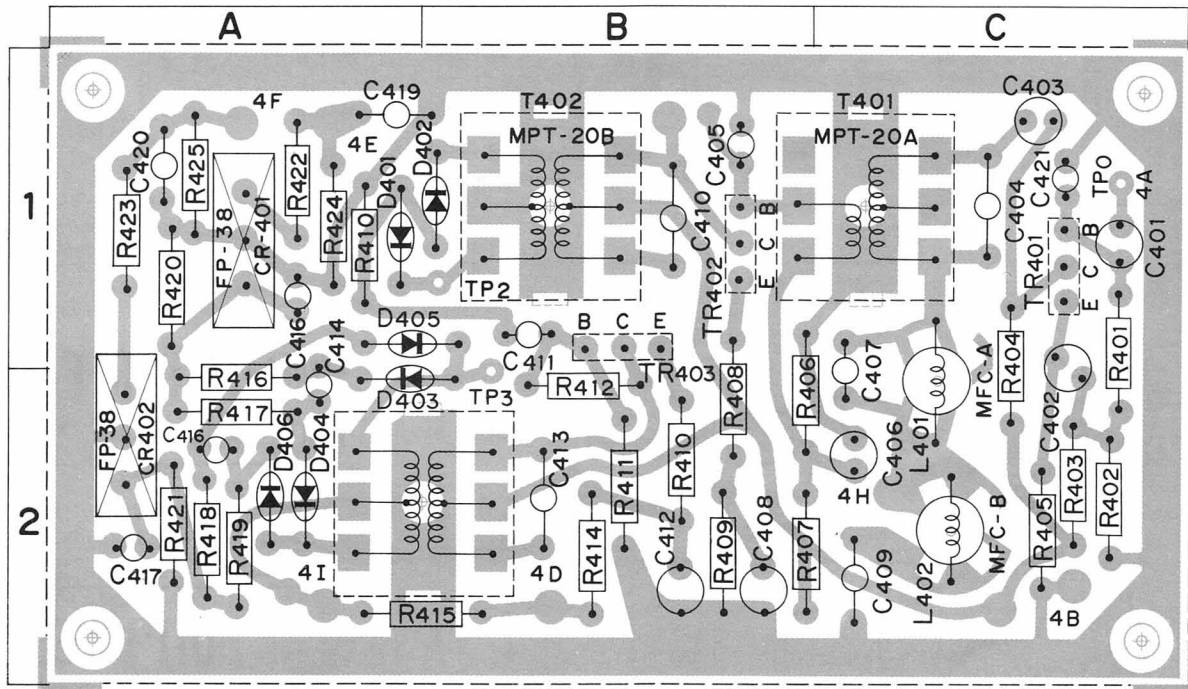 A B C
1
2
4F
C419
T402
MPT-20B
T401
MPT-20A
C403
C420
R425
R422
4E
D402
D401
C405
C404
C421
TP0
4A
R423
FP-38
CR-401
R424
R410
C410
B C E
TR402
TR401
B C E
C401
R420
TP2
C416
C414
D405
C411
B C E
TR403
R412
R408
R406
C407
MFC-A
R404
R401
R416
D403
TP3
R417
FP-38
CR402
C416
D406
D404
C413
R411
R410
C406
L401
C402
4H
R403
R402
R421
R418
R419
C417
4I
4D
R414
C412
R409
C408
R407
C409
L402
MFC-B
R405
R415
4B